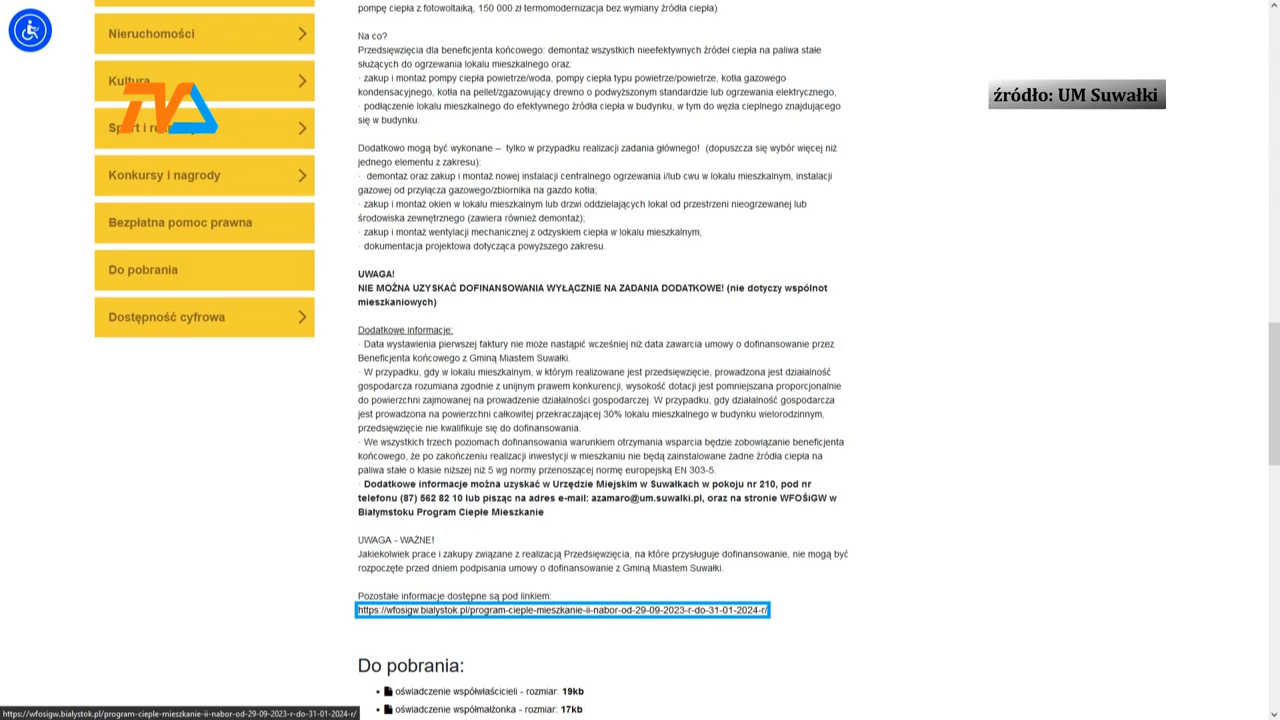 Nieruchomości
Kultura
TVA
Konkursy i nagrody
Bezpłatna pomoc prawna
Do pobrania
Dostępność cyfrowa
źródło: UM Suwałki
pompę ciepła z fotowoltaiką, 150 000 zł termomodernizacja bez wymiany źródła ciepła)
Na co?
Przedsięwzięcia dla beneficjenta końcowego: demontaż wszystkich nieefektywnych źródeł ciepła na paliwa stałe
służących do ogrzewania lokalu mieszkalnego oraz:
· zakup i montaż pompy ciepła powietrze/woda, pompy ciepła typu powietrze/powietrze, kotła gazowego
kondensacyjnego, kotła na pellet/zgazowujący drewno o podwyższonym standardzie lub ogrzewania elektrycznego,
· podłączenie lokalu mieszkalnego do efektywnego źródła ciepła w budynku, w tym do węzła cieplnego znajdującego
się w budynku.
Dodatkowo mogą być wykonane – tylko w przypadku realizacji zadania głównego! (dopuszcza się wybór więcej niż
jednego elementu z zakresu):
· demontaż oraz zakup i montaż nowej instalacji centralnego ogrzewania i/lub cwu w lokalu mieszkalnym, instalacji
gazowej od przyłącza gazowego/zbiornika na gazdo kotła;
· zakup i montaż okien w lokalu mieszkalnym lub drzwi oddzielających lokal od przestrzeni nieogrzewanej lub
środowiska zewnętrznego (zawiera również demontaż);
· zakup i montaż wentylacji mechanicznej z odzyskiem ciepła w lokalu mieszkalnym;
· dokumentacja projektowa dotycząca powyższego zakresu.
UWAGA!
NIE MOŻNA UZYSKAĆ DOFINANSOWANIA WYŁĄCZNIE NA ZADANIA DODATKOWE! (nie dotyczy wspólnot
mieszkaniowych)
Dodatkowe informacje:
· Data wystawienia pierwszej faktury nie może nastąpić wcześniej niż data zawarcia umowy o dofinansowanie przez
Beneficjenta końcowego z Gminą Miastem Suwałki.
· W przypadku, gdy w lokalu mieszkalnym, w którym realizowane jest przedsięwzięcie, prowadzona jest działalność
gospodarcza rozumiana zgodnie z unijnym prawem konkurencji, wysokość dotacji jest pomniejszana proporcjonalnie
do powierzchni zajmowanej na prowadzenie działalności gospodarczej. W przypadku, gdy działalność gospodarcza
jest prowadzona na powierzchni całkowitej przekraczającej 30% lokalu mieszkalnego w budynku wielorodzinnym,
przedsięwzięcie nie kwalifikuje się do dofinansowania.
· We wszystkich trzech poziomach dofinansowania warunkiem otrzymania wsparcia będzie zobowiązanie beneficjenta
końcowego, że po zakończeniu realizacji inwestycji w mieszkaniu nie będą zainstalowane żadne źródła ciepła na
paliwa stałe o klasie niższej niż 5 wg normy przenoszącej normę europejską EN 303-5.
· Dodatkowe informacje można uzyskać w Urzędzie Miejskim w Suwałkach w pokoju nr 210, pod nr
telefonu (87) 562 82 10 lub pisząc na adres e-mail: azamaro@um.suwalki.pl, oraz na stronie WFOŚiGW w
Białymstoku Program Ciepłe Mieszkanie
UWAGA - WAŻNE!
Jakiekolwiek prace i zakupy związane z realizacją Przedsięwzięcia, na które przysługuje dofinansowanie, nie mogą być
rozpoczęte przed dniem podpisania umowy o dofinansowanie z Gminą Miastem Suwałki.
Pozostałe informacje dostępne są pod linkiem:
https://wfosigw.bialystok.pl/program-cieple-mieszkanie-ii-nabor-od-29-09-2023-r-do-31-01-2024-r/
Do pobrania:
• oświadczenie współwłaścicieli - rozmiar: 19kb
• oświadczenie współmałżonka - rozmiar: 17kb
https://wfosigw.bialystok.pl/program-cieple-mieszkanie-ii-nabor-od-29-09-2023-r-do-31-01-2024-r/